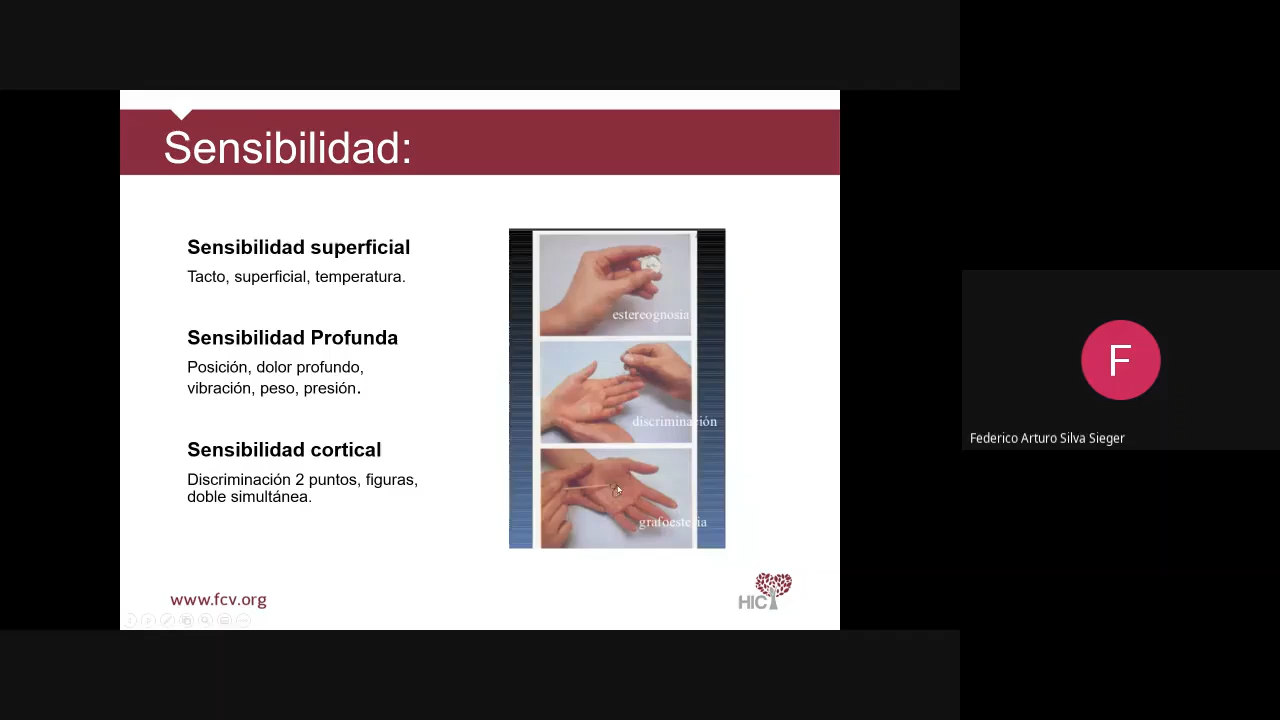 Sensibilidad:
Sensibilidad superficial
Tacto, superficial, temperatura.
Sensibilidad Profunda
Posición, dolor profundo,
vibración, peso, presión.
Sensibilidad cortical
Discriminación 2 puntos, figuras,
doble simultánea.
estereognosia
discriminación
grafoestesia
www.fcv.org
HIC
F
Federico Arturo Silva Sieger